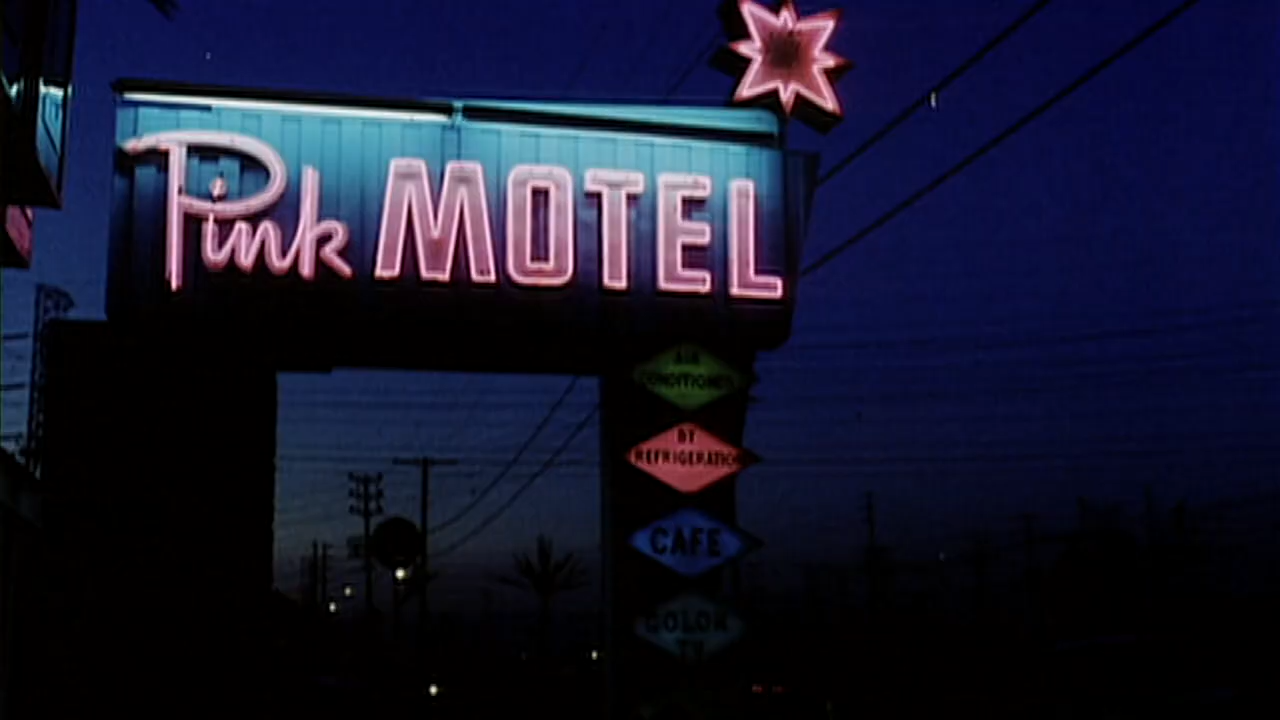 Pink MOTEL
AIR
CONDITIONED
BY
REFRIGERATION
CAFE
COLOR
TV